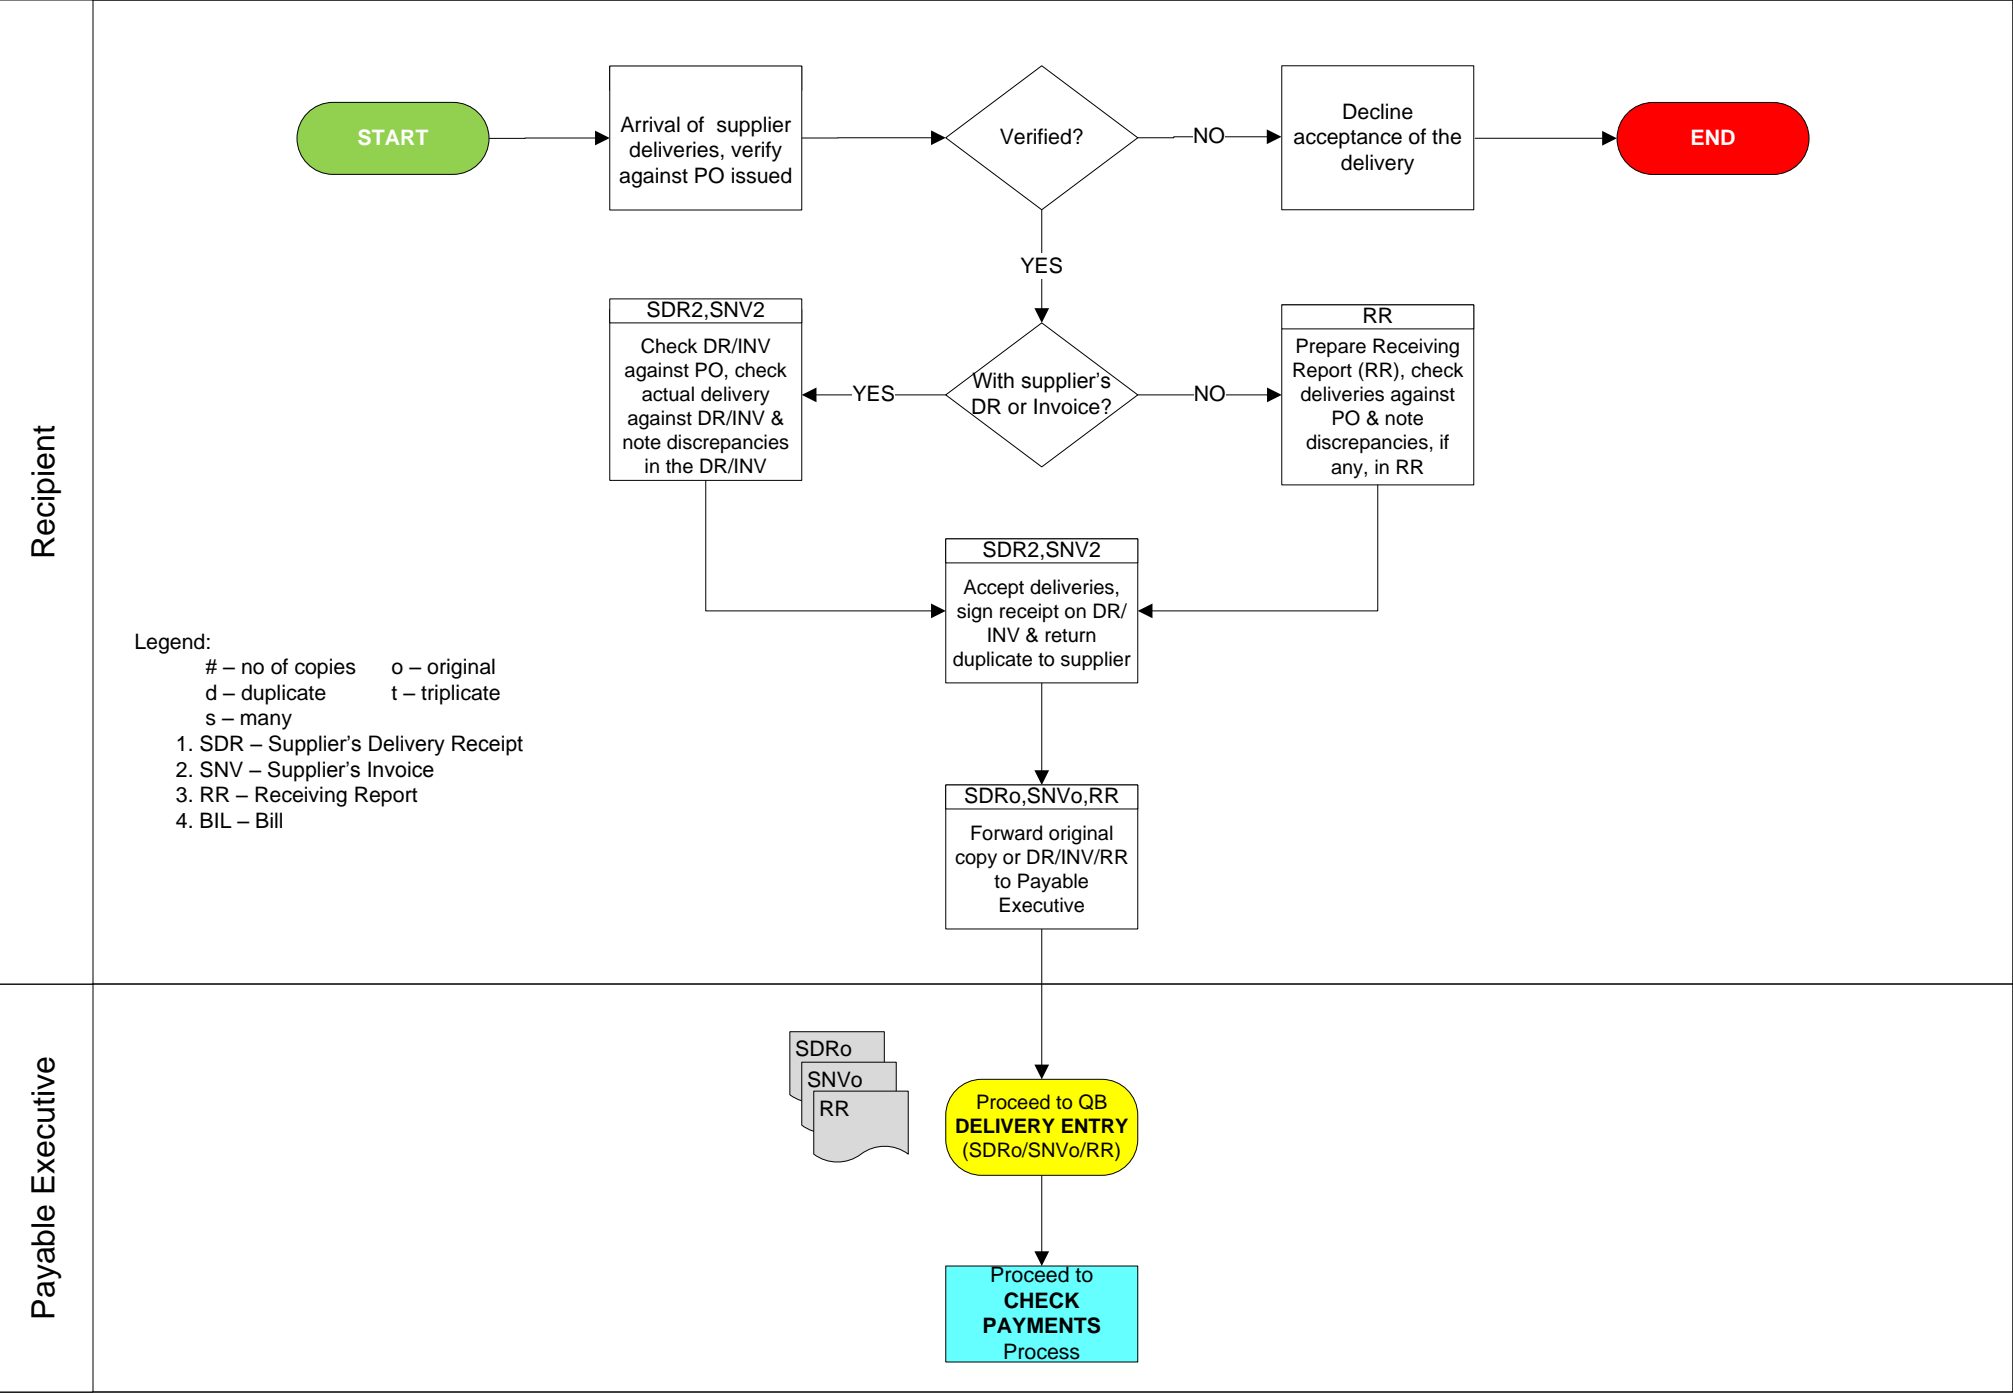 Recipient
START
Arrival of supplier
deliveries, verify
against PO issued
Verified?
NO
Decline
acceptance of the
delivery
END
YES
SDR2,SNV2
Check DR/INV
against PO, check
actual delivery
against DR/INV &
note discrepancies
in the DR/INV
YES
With supplier’s
DR or Invoice?
NO
RR
Prepare Receiving
Report (RR), check
deliveries against
PO & note
discrepancies, if
any, in RR
SDR2,SNV2
Accept deliveries,
sign receipt on DR/
INV & return
duplicate to supplier
Legend:
# – no of copies o – original
d – duplicate t – triplicate
s – many
1. SDR – Supplier’s Delivery Receipt
2. SNV – Supplier’s Invoice
3. RR – Receiving Report
4. BIL – Bill
SDRo,SNVo,RR
Forward original
copy or DR/INV/RR
to Payable
Executive
Payable Executive
SDRo
SNVo
RR
Proceed to QB
DELIVERY ENTRY
(SDRo/SNVo/RR)
Proceed to
CHECK
PAYMENTS
Process